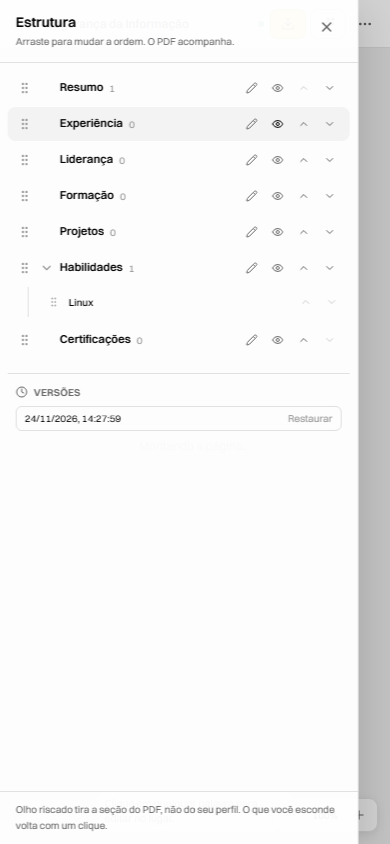 Estrutura
Arraste para mudar a ordem. O PDF acompanha.
Resumo 1
Experiência 0
Liderança 0
Formação 0
Projetos 0
Habilidades 1
Linux
Certificações 0
VERSÕES
24/11/2026, 14:27:59 Restaurar
Olho riscado tira a seção do PDF, não do seu perfil. O que você esconde
volta com um clique.